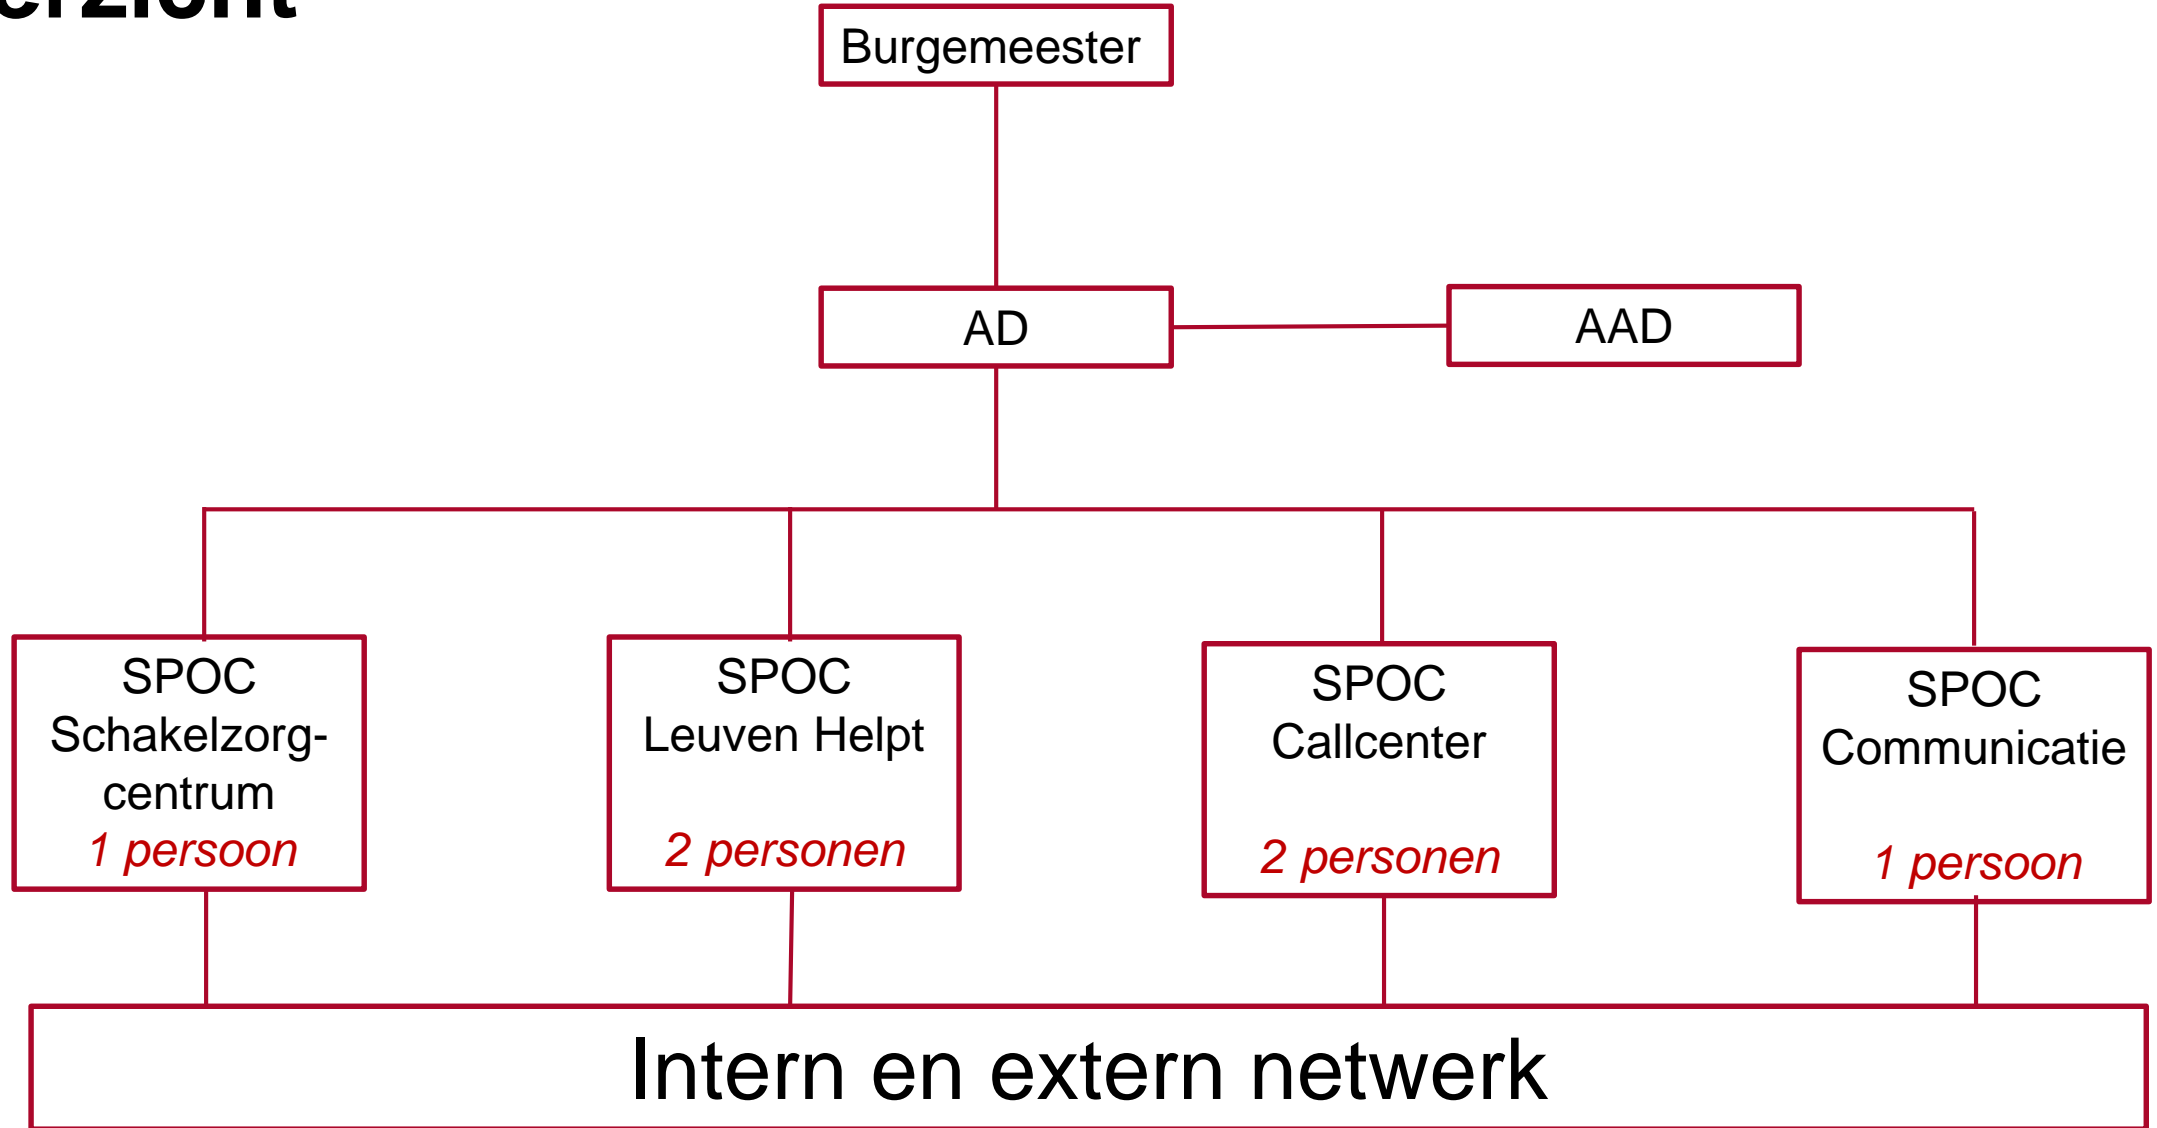 Burgemeester
AD
AAD
SPOC
Schakelzorg-
centrum
1 persoon
SPOC
Leuven Helpt
2 personen
SPOC
Callcenter
2 personen
SPOC
Communicatie
1 persoon
Intern en extern netwerk